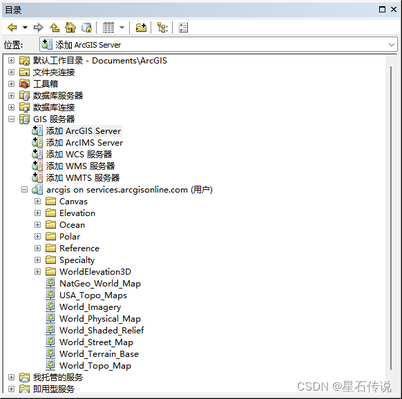 目录
位置:
添加 ArcGIS Server
默认工作目录 - Documents\ArcGIS
文件夹连接
工具箱
数据库服务器
数据库连接
GIS 服务器
添加 ArcGIS Server
添加 ArcIMS Server
添加 WCS 服务器
添加 WMS 服务器
添加 WMTS 服务器
arcgis on services.arcgisonline.com (用户)
Canvas
Elevation
Ocean
Polar
Reference
Specialty
WorldElevation3D
NatGeo_World_Map
USA_Topo_Maps
World_Imagery
World_Physical_Map
World_Shaded_Relief
World_Street_Map
World_Terrain_Base
World_Topo_Map
我托管的服务
即用型服务
CSDN @星石传说